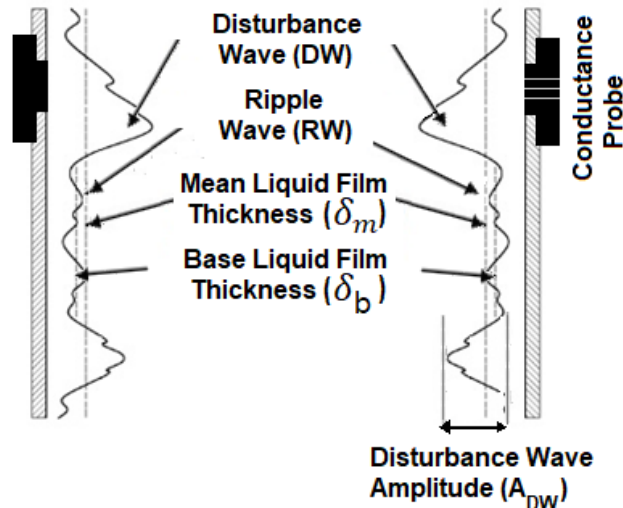 Disturbance
Wave (DW)
Ripple
Wave (RW)
Mean Liquid Film
Thickness (δm)
Base Liquid Film
Thickness (δb)
Conductance
Probe
Disturbance Wave
Amplitude (ADW)